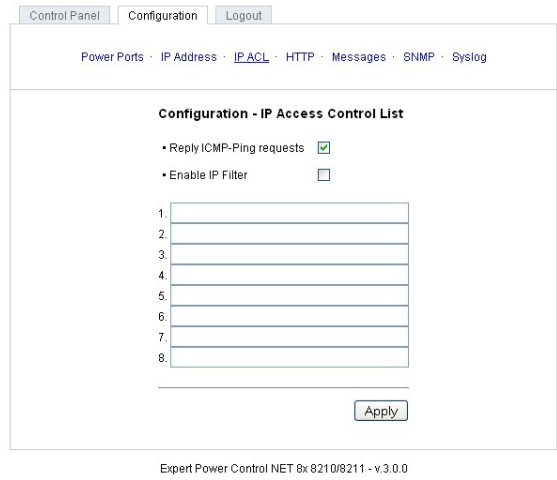 Control Panel Configuration Logout
Power Ports · IP Address · IP ACL · HTTP · Messages · SNMP · Syslog
Configuration - IP Access Control List
• Reply ICMP-Ping requests
• Enable IP Filter
1.
2.
3.
4.
5.
6.
7.
8.
Apply
Expert Power Control NET 8x 8210/8211 - v.3.0.0